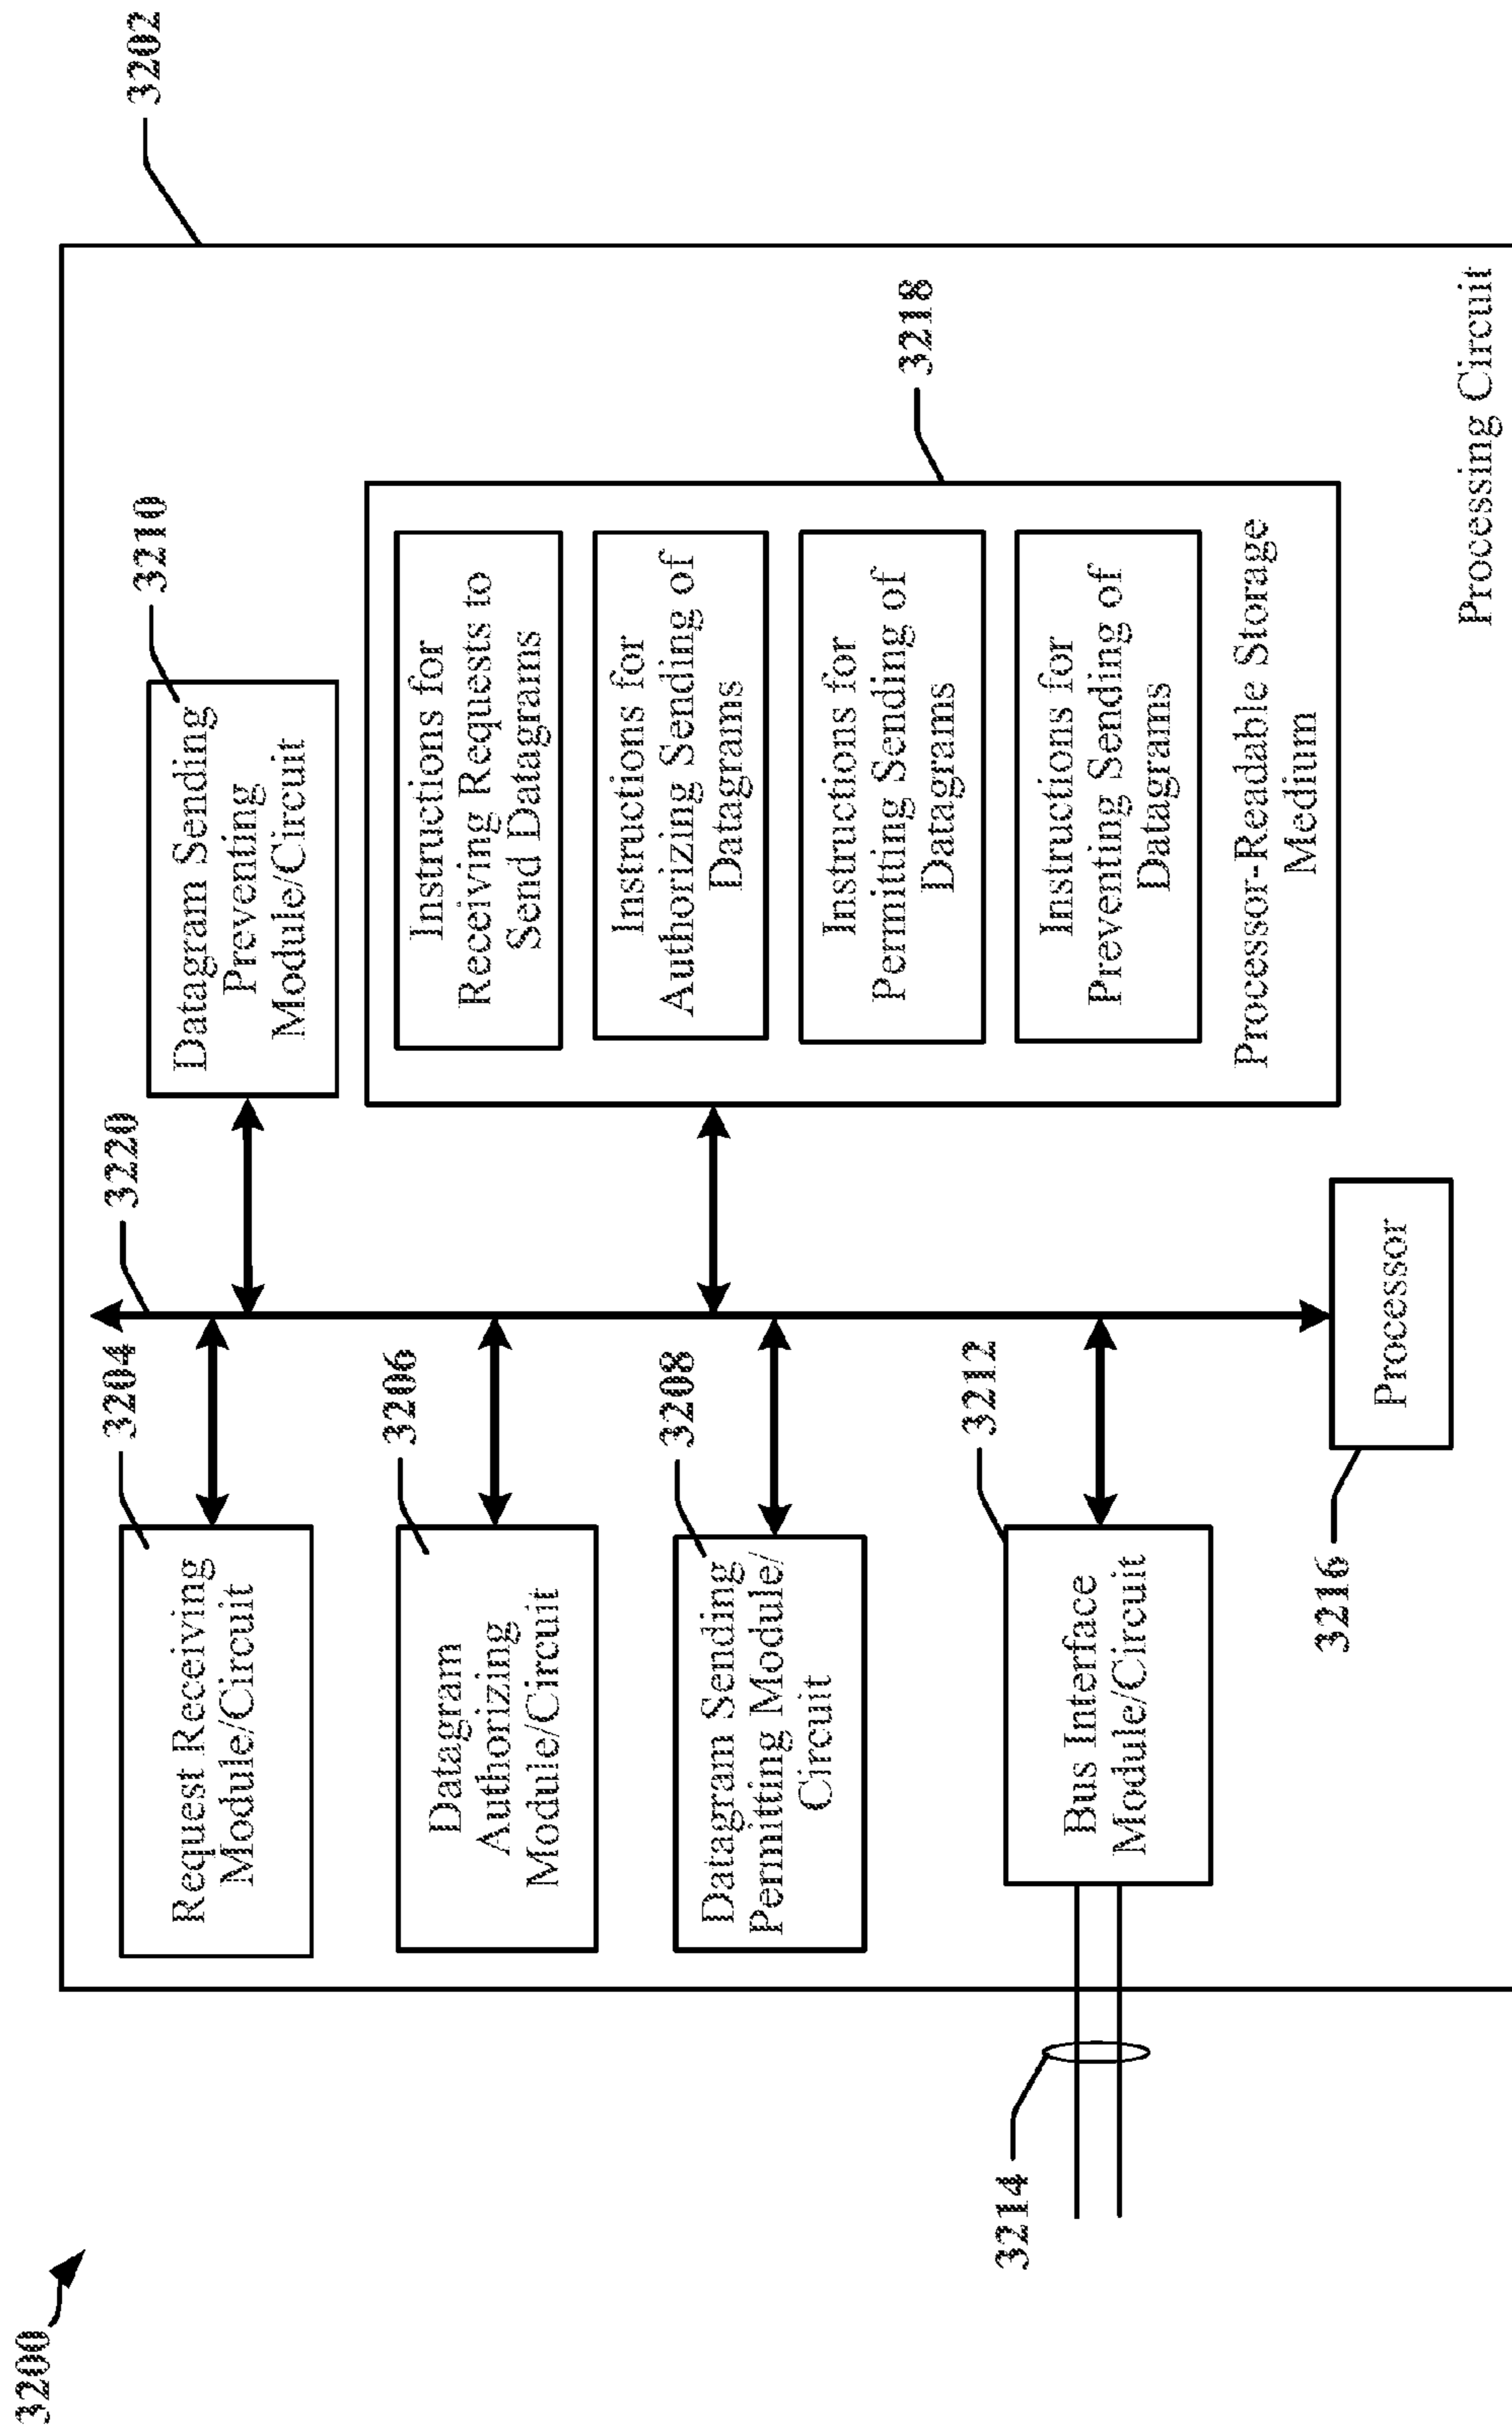 3200
3202
3204
3220
3210
Request Receiving
Module/Circuit
Datagram Sending
Preventing
Module/Circuit
3206
Datagram
Authorizing
Module/Circuit
3208
Datagram Sending
Permitting Module/
Circuit
3212
Bus Interface
Module/Circuit
3214
3216
Processor
3218
Instructions for
Receiving Requests to
Send Datagrams
Instructions for
Authorizing Sending of
Datagrams
Instructions for
Permitting Sending of
Datagrams
Instructions for
Preventing Sending of
Datagrams
Processor-Readable Storage
Medium
Processing Circuit